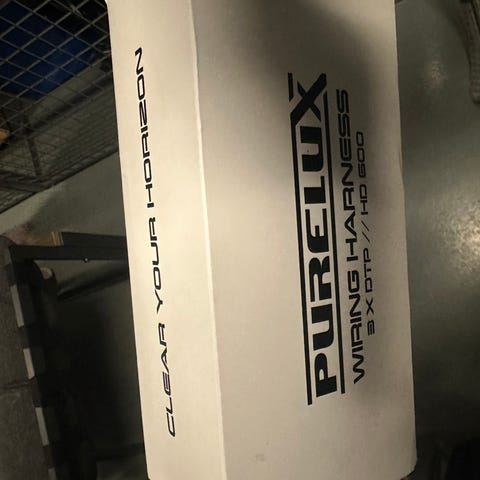 CLEAR YOUR HORIZON
PURELUX
WIRING HARNESS
3 X DTP // HD 600